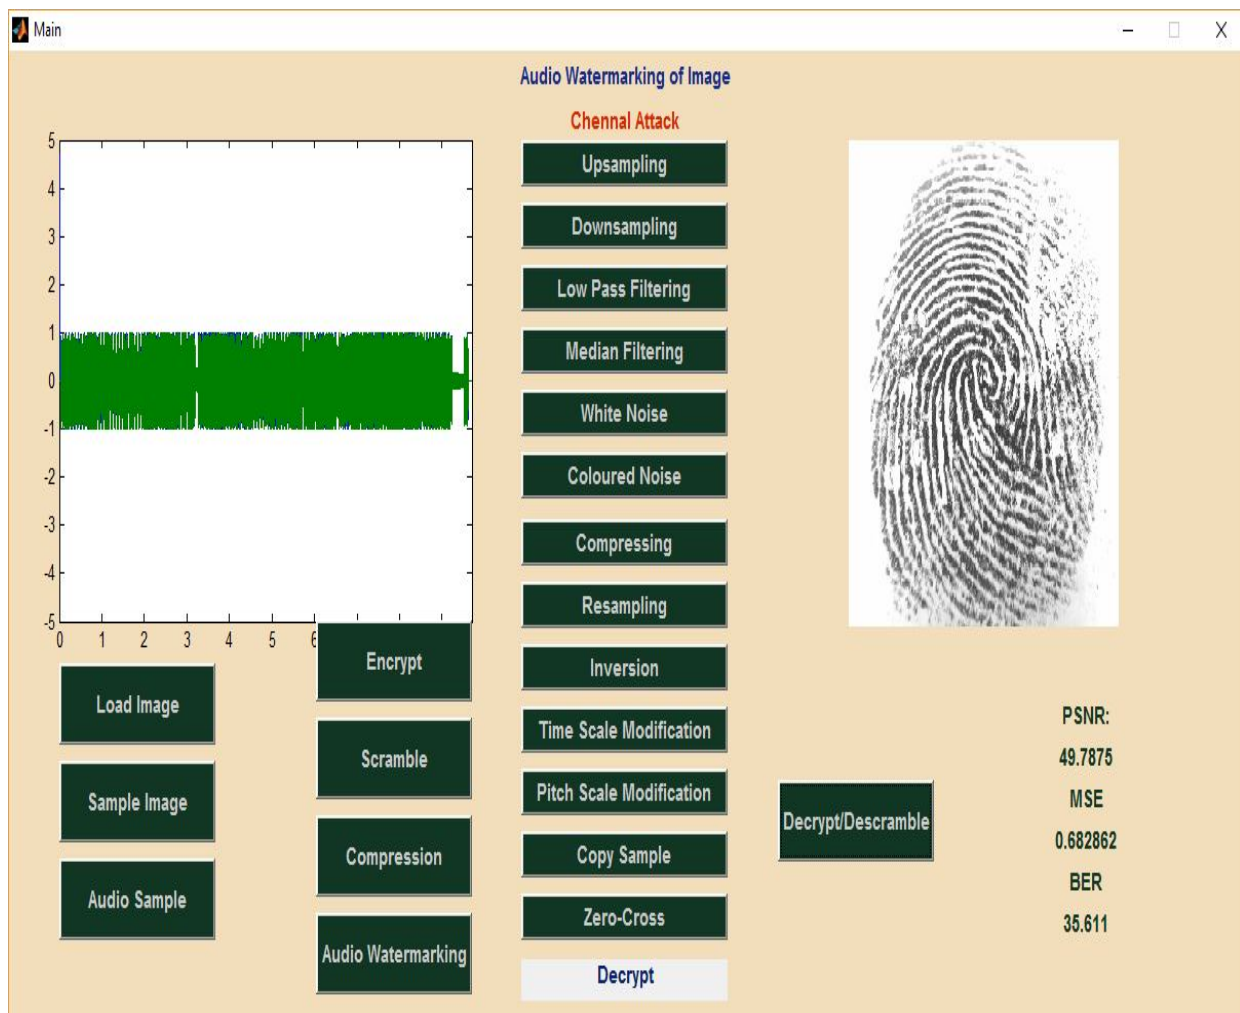 Main
Audio Watermarking of Image
Chennal Attack
5
4
3
2
1
0
-1
-2
-3
-4
-5
0 1 2 3 4 5
Load Image
Sample Image
Audio Sample
Encrypt
Scramble
Compression
Audio Watermarking
Upsampling
Downsampling
Low Pass Filtering
Median Filtering
White Noise
Coloured Noise
Compressing
Resampling
Inversion
Time Scale Modification
Pitch Scale Modification
Copy Sample
Zero-Cross
Decrypt
Decrypt/Descramble
PSNR:
49.7875
MSE
0.682862
BER
35.611